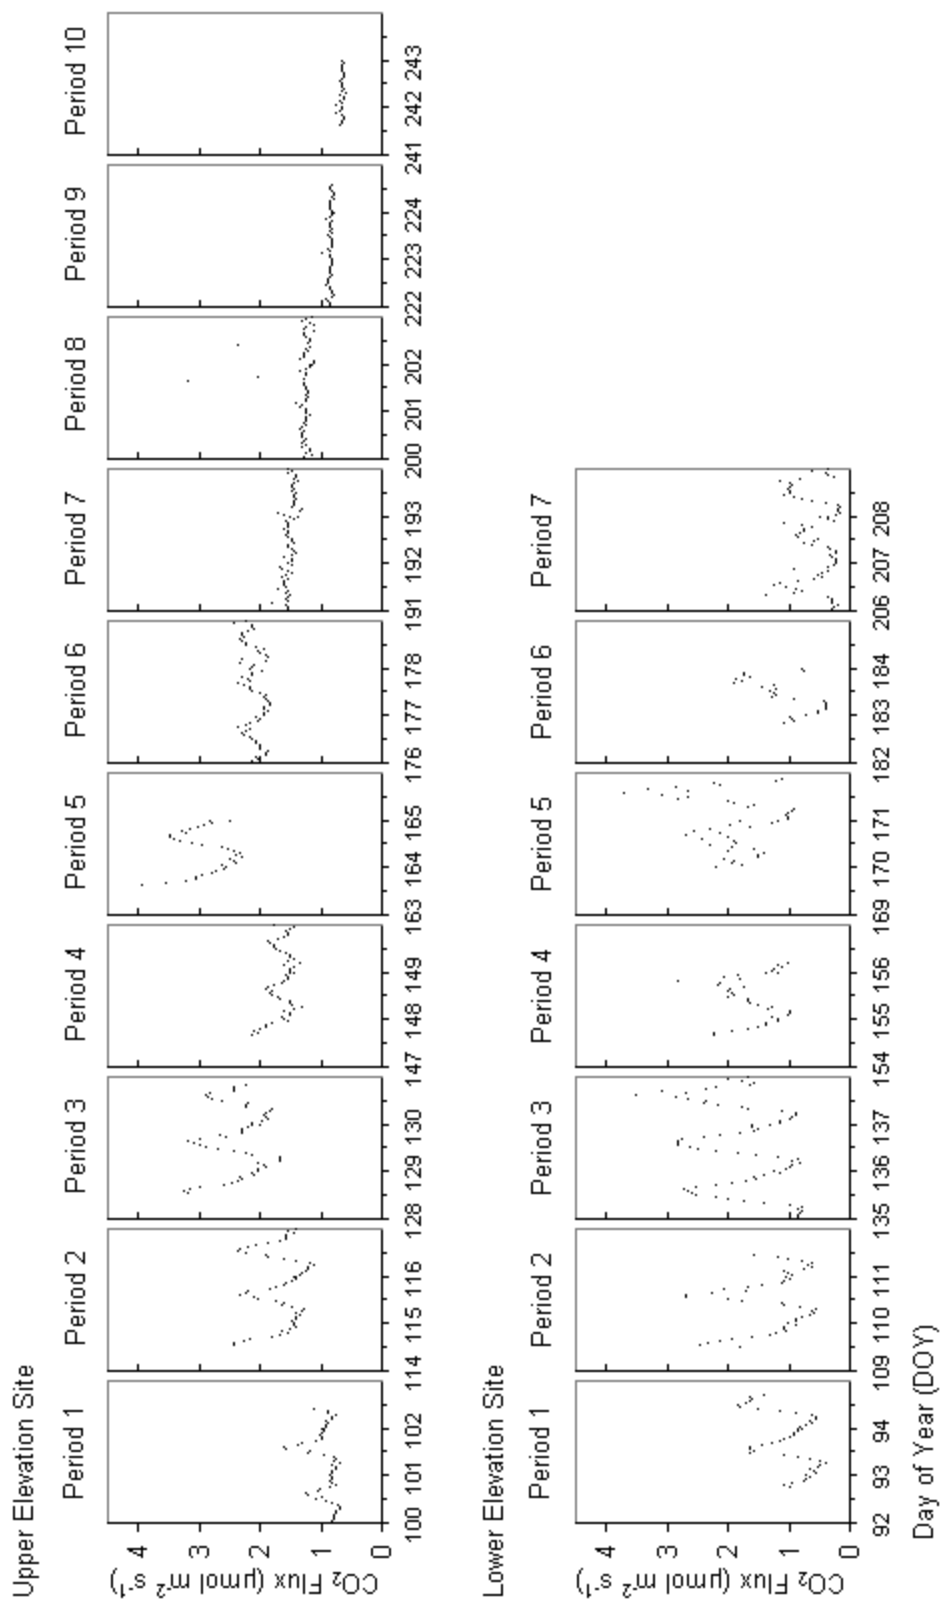 Upper Elevation Site
Period 1
Period 2
Period 3
Period 4
Period 5
Period 6
Period 7
Period 8
Period 9
Period 10
CO₂ Flux (μmol m⁻² s⁻¹)
4
3
2
1
0
100 101 102
114 115 116
128 129 130
147 148 149
163 164 165
176 177 178
191 192 193
200 201 202
222 223 224
241 242 243
Lower Elevation Site
Period 1
Period 2
Period 3
Period 4
Period 5
Period 6
Period 7
CO₂ Flux (μmol m⁻² s⁻¹)
4
3
2
1
0
92 93 94
109 110 111
135 136 137
154 155 156
169 170 171
182 183 184
206 207 208
Day of Year (DOY)